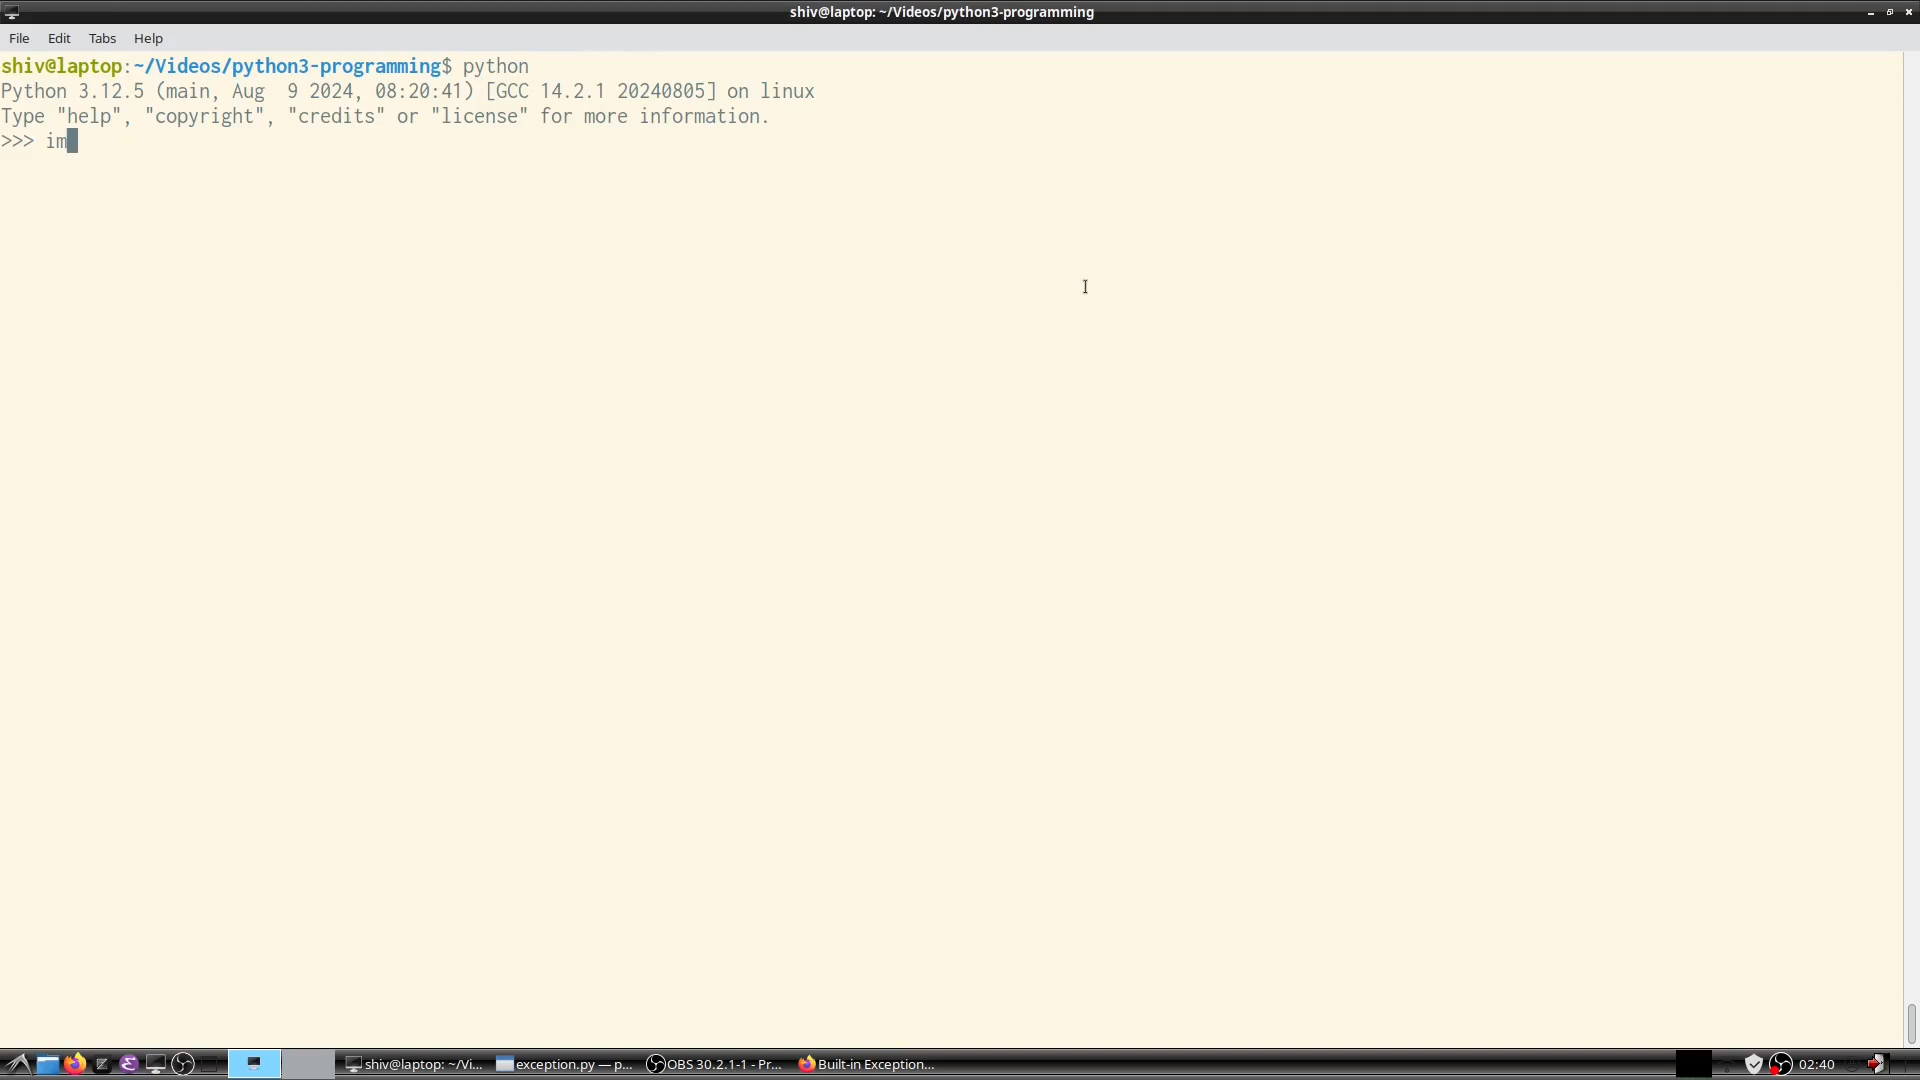 shiv@laptop: ~/Videos/python3-programming
File Edit Tabs Help
shiv@laptop:~/Videos/python3-programming$ python
Python 3.12.5 (main, Aug  9 2024, 08:20:41) [GCC 14.2.1 20240805] on linux
Type "help", "copyright", "credits" or "license" for more information.
>>> im
shiv@laptop: ~/Vi... exception.py — p... OBS 30.2.1-1 - Pr... Built-in Exception... 02:40